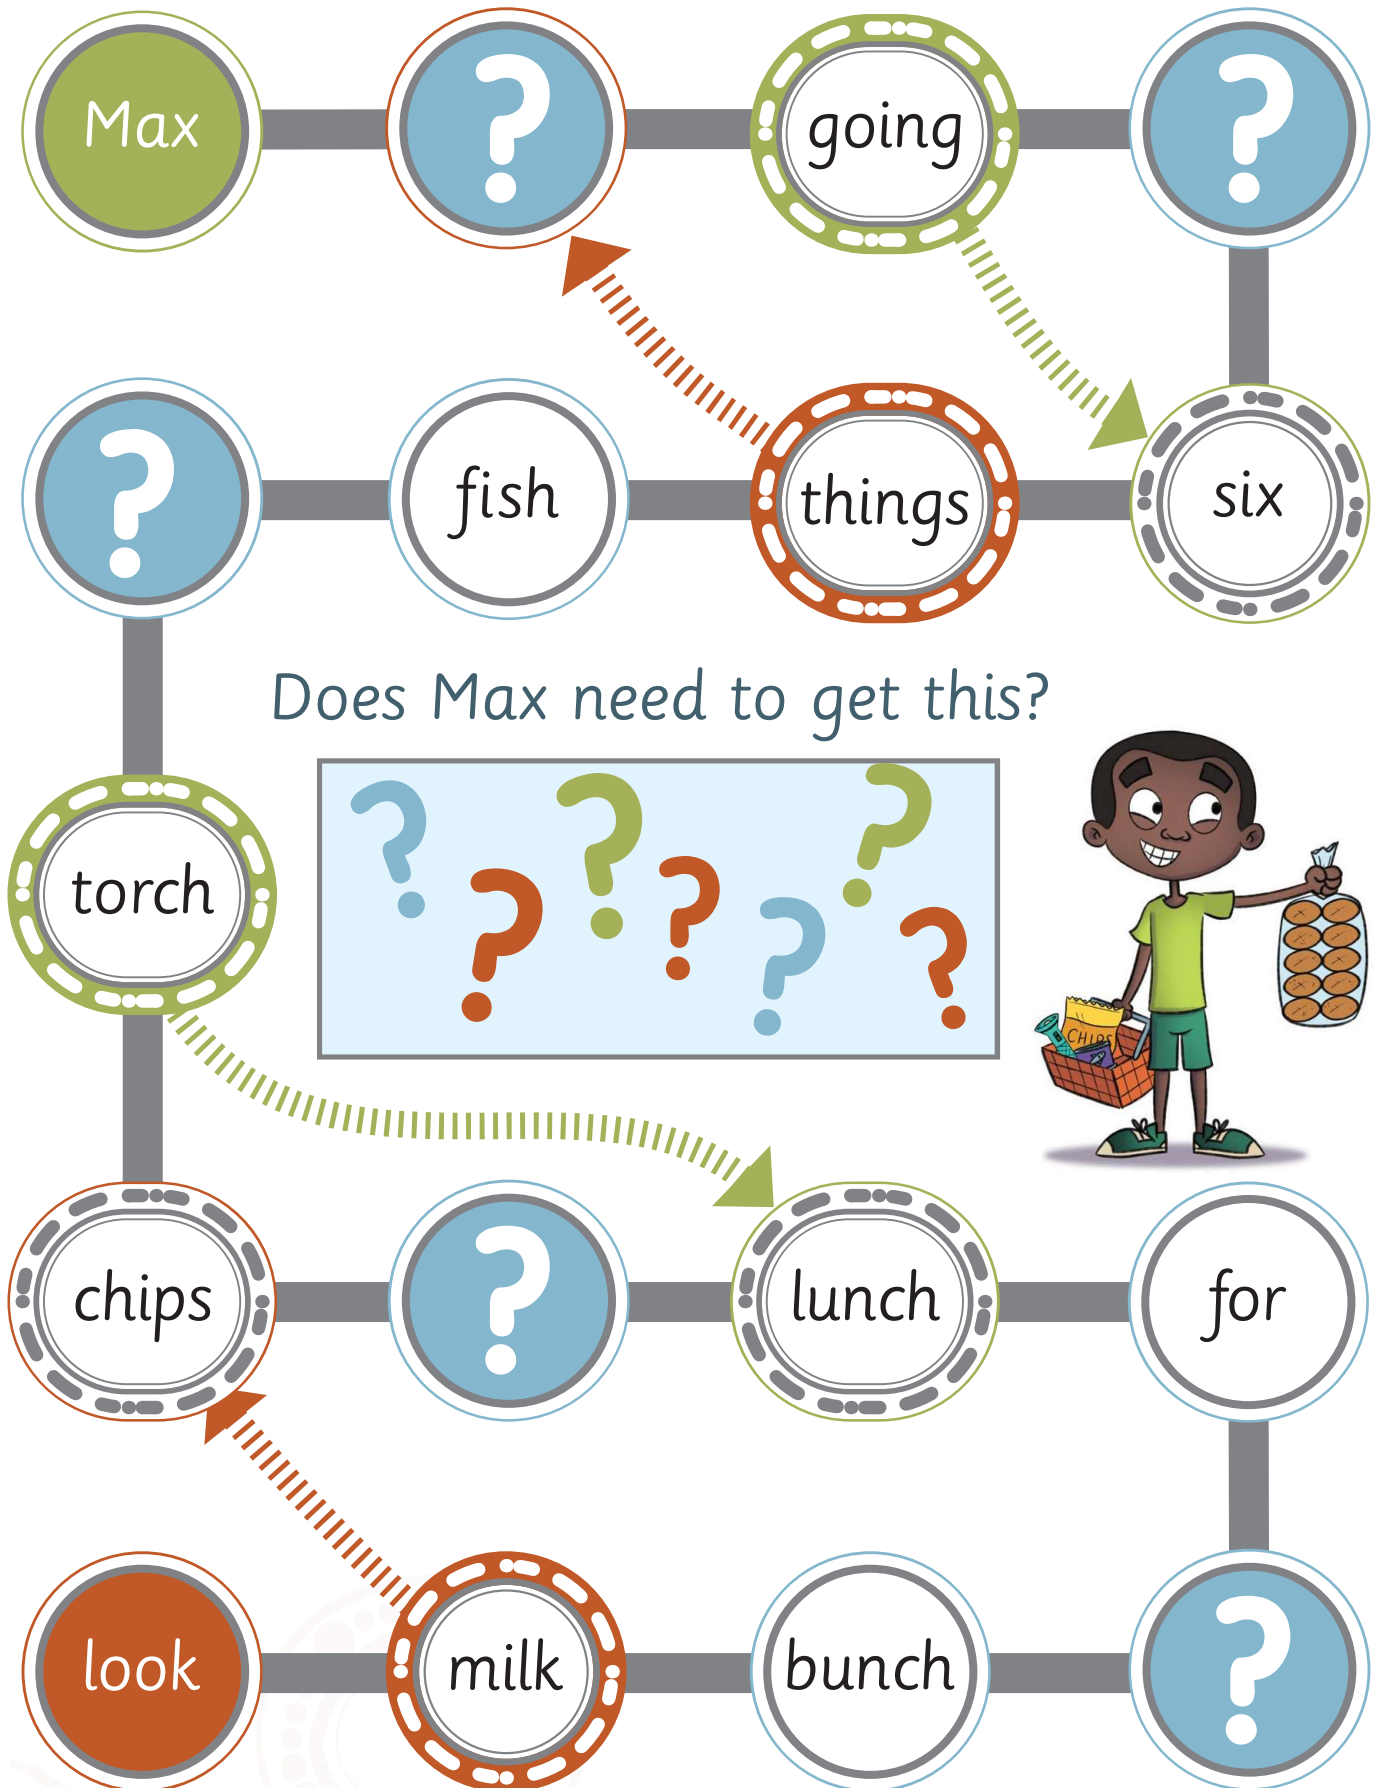 Max ? going ?
? fish things six
Does Max need to get this?
? ? ? ? ? ? ?
torch
CHIPS
chips ? lunch for
look milk bunch ?